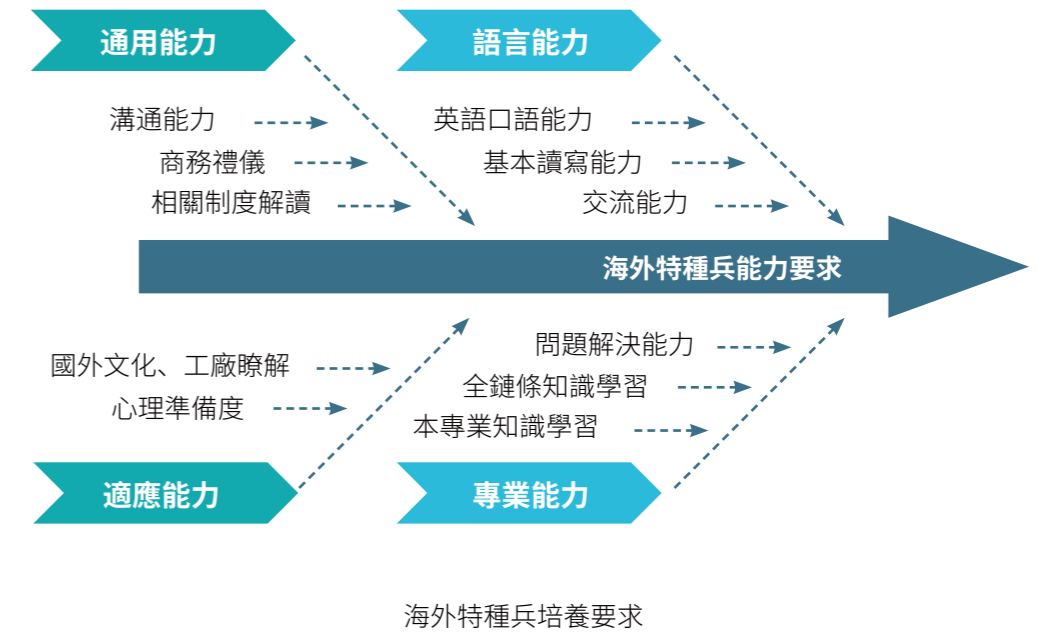 通用能力
語言能力
溝通能力
英語口語能力
商務禮儀
基本讀寫能力
相關制度解讀
交流能力
海外特種兵能力要求
問題解決能力
國外文化、工廠瞭解
全鏈條知識學習
心理準備度
本專業知識學習
適應能力
專業能力
海外特種兵培養要求